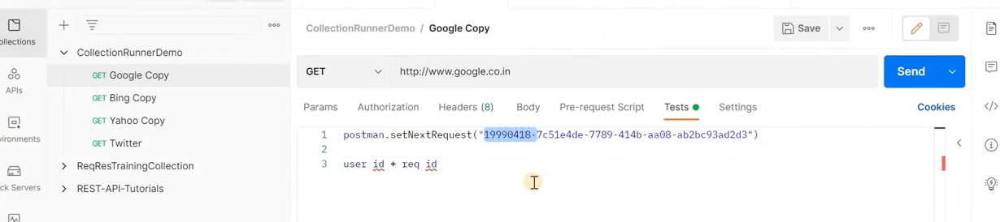 ollections
APIs
vironments
ck Servers
CollectionRunnerDemo
GET Google Copy
GET Bing Copy
GET Yahoo Copy
GET Twitter
ReqResTrainingCollection
REST-API-Tutorials
CollectionRunnerDemo / Google Copy
Save
GET http://www.google.co.in
Send
Params Authorization Headers (8) Body Pre-request Script Tests Settings Cookies
1 postman.setNextRequest("19990418-7c51e4de-7789-414b-aa08-ab2bc93ad2d3")
2
3 user id + req id